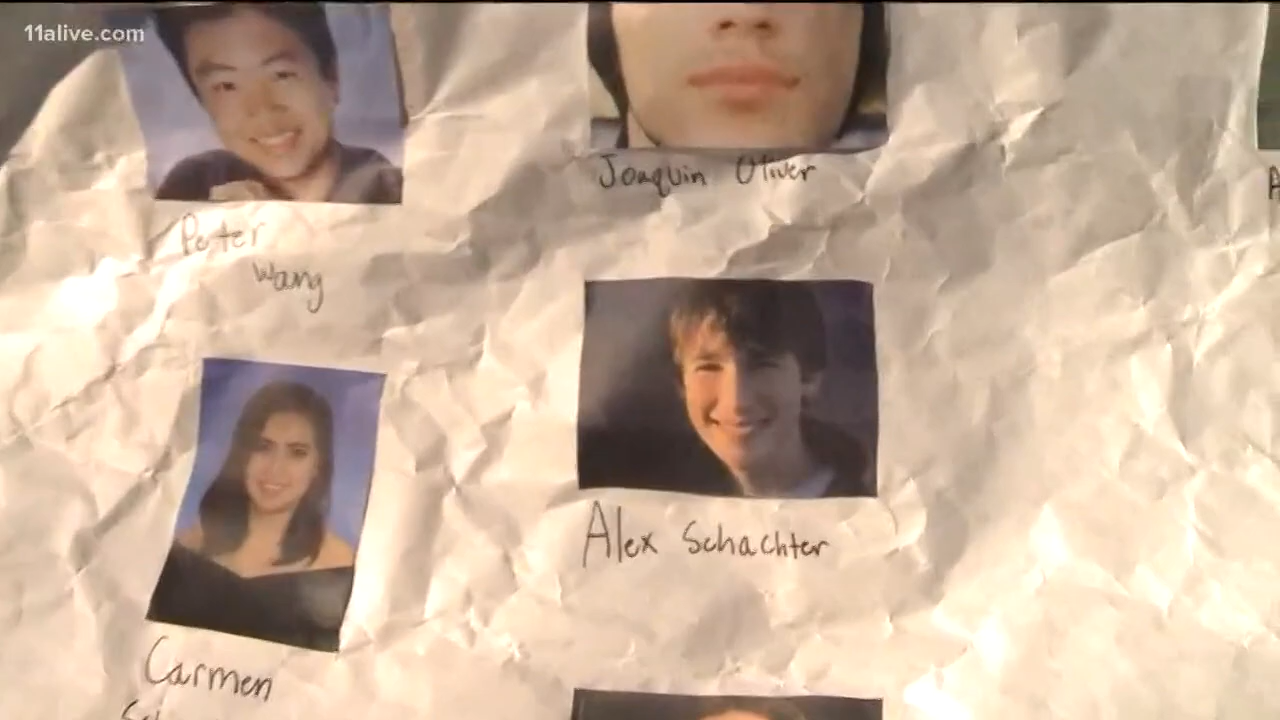 11alive.com
Joaquin Oliver
Peter
Wang
Alex Schachter
Carmen